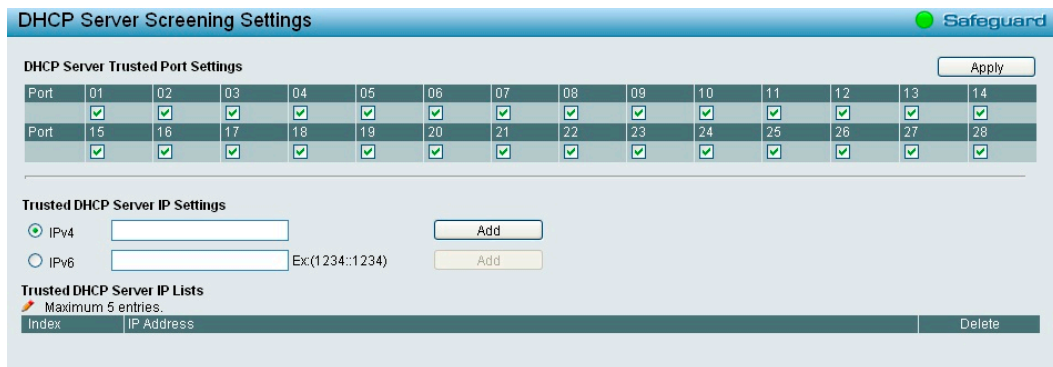 DHCP Server Screening Settings Safeguard
DHCP Server Trusted Port Settings Apply
Port 01 02 03 04 05 06 07 08 09 10 11 12 13 14
Port 15 16 17 18 19 20 21 22 23 24 25 26 27 28
Trusted DHCP Server IP Settings
IPv4 Add
IPv6 Ex:(1234::1234) Add
Trusted DHCP Server IP Lists
Maximum 5 entries.
Index IP Address Delete